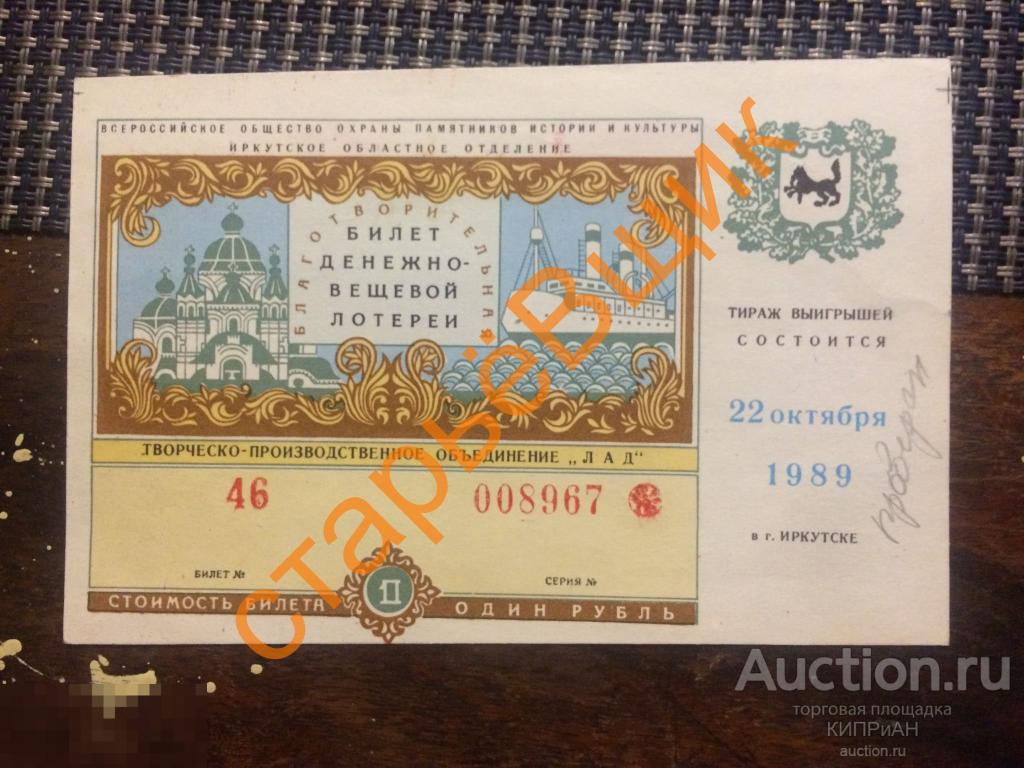 ВСЕРОССИЙСКОЕ ОБЩЕСТВО ОХРАНЫ ПАМЯТНИКОВ ИСТОРИИ И КУЛЬТУРЫ
ИРКУТСКОЕ ОБЛАСТНОЕ ОТДЕЛЕНИЕ
БЛАГОТВОРИТЕЛЬНАЯ
БИЛЕТ
ДЕНЕЖНО-
ВЕЩЕВОЙ
ЛОТЕРЕИ
ТВОРЧЕСКО-ПРОИЗВОДСТВЕННОЕ ОБЪЕДИНЕНИЕ „ЛАД"
46 008967
БИЛЕТ № СЕРИЯ №
СТОИМОСТЬ БИЛЕТА ОДИН РУБЛЬ
ТИРАЖ ВЫИГРЫШЕЙ
СОСТОИТСЯ
22 октября
1989
в г. ИРКУТСКЕ
старьёВщик
Auction.ru
торговая площадка
КИПРиАН
auction.ru